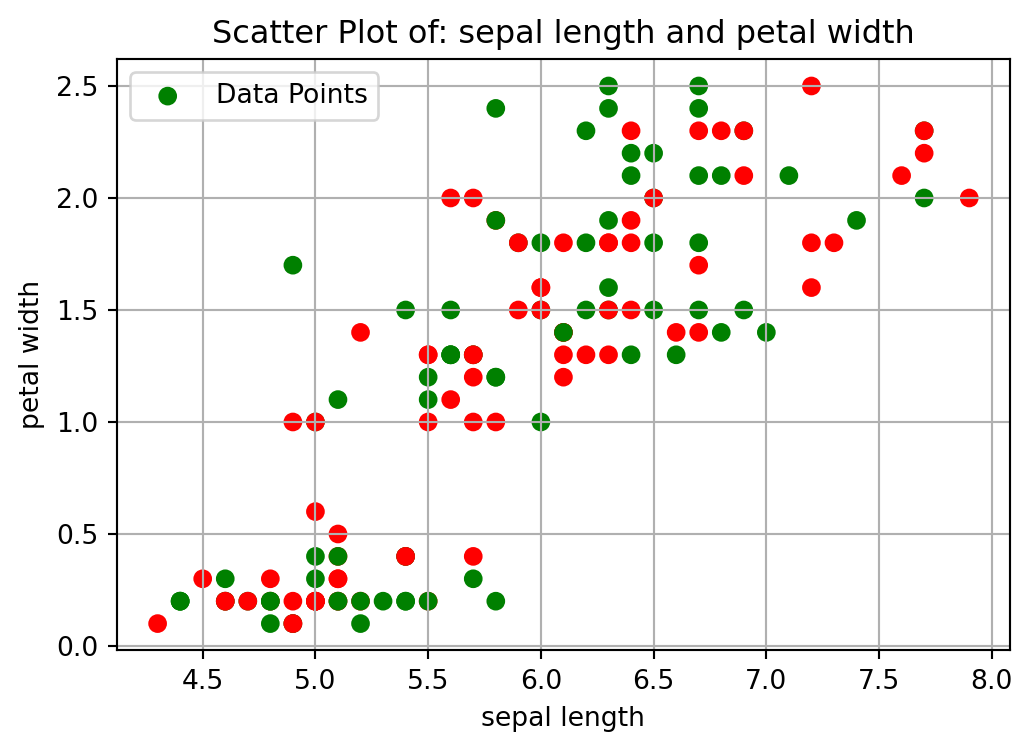 Scatter Plot of: sepal length and petal width
Data Points
2.5
2.0
1.5
1.0
0.5
0.0
petal width
4.5 5.0 5.5 6.0 6.5 7.0 7.5 8.0
sepal length